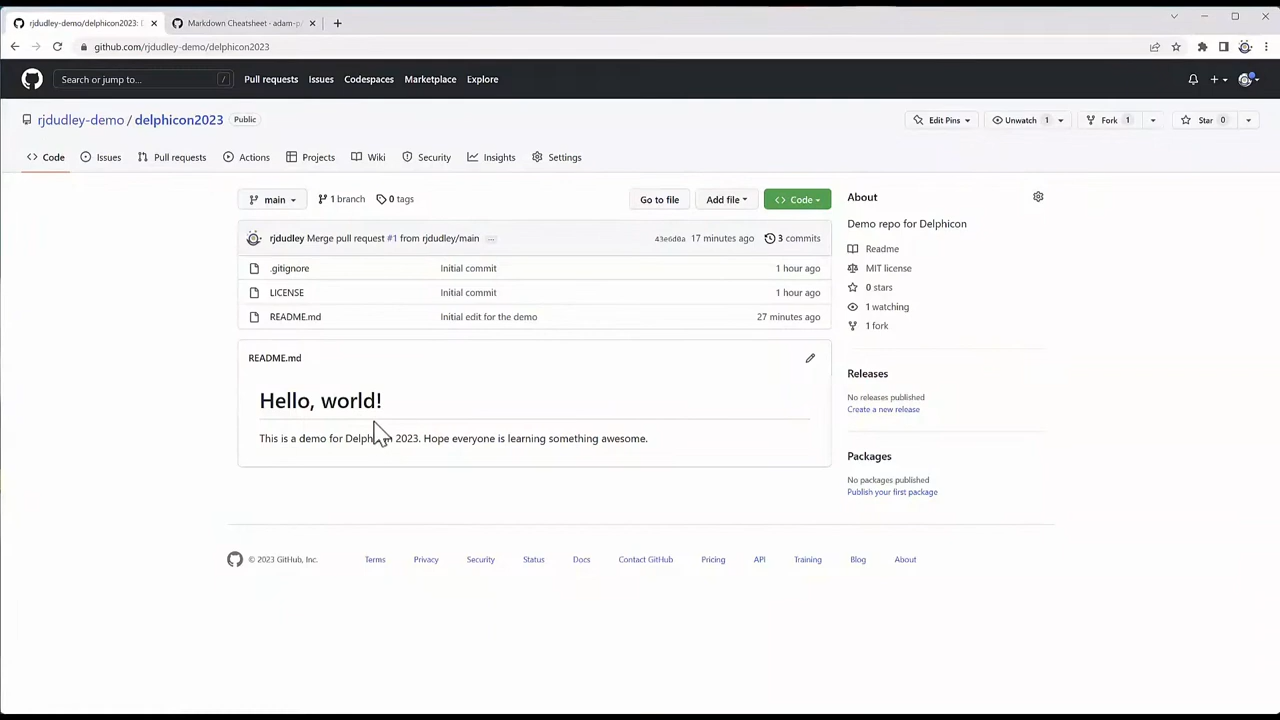 rjdudley-demo/delphicon2023: D
Markdown Cheatsheet · adam-p/
github.com/rjdudley-demo/delphicon2023
Search or jump to... /
Pull requests Issues Codespaces Marketplace Explore
rjdudley-demo / delphicon2023 Public
Edit Pins Unwatch 1 Fork 1 Star 0
Code Issues Pull requests Actions Projects Wiki Security Insights Settings
main 1 branch 0 tags Go to file Add file Code
rjdudley Merge pull request #1 from rjdudley/main ... 43e6d0a 17 minutes ago 3 commits
.gitignore Initial commit 1 hour ago
LICENSE Initial commit 1 hour ago
README.md Initial edit for the demo 27 minutes ago
README.md
Hello, world!
This is a demo for Delphicon 2023. Hope everyone is learning something awesome.
About
Demo repo for Delphicon
Readme
MIT license
0 stars
1 watching
1 fork
Releases
No releases published
Create a new release
Packages
No packages published
Publish your first package
© 2023 GitHub, Inc. Terms Privacy Security Status Docs Contact GitHub Pricing API Training Blog About